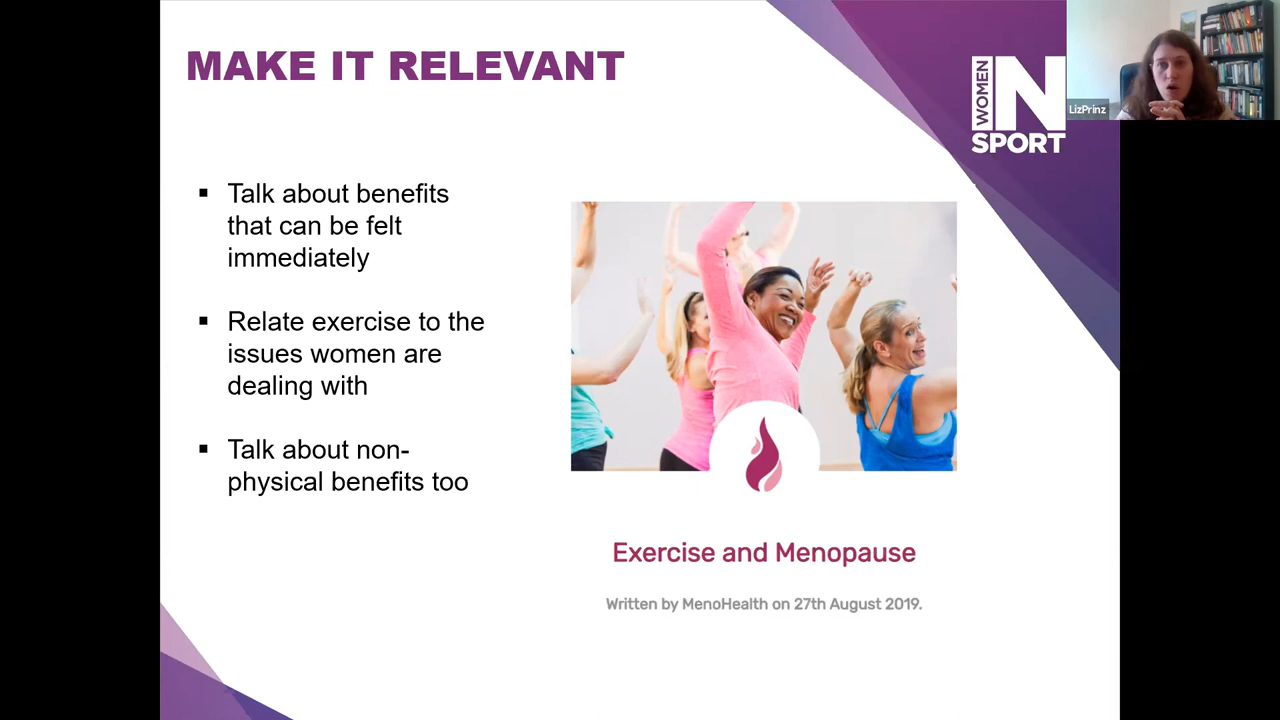 MAKE IT RELEVANT
WOMEN
IN
SPORT
LizPrinz
▪ Talk about benefits
that can be felt
immediately
▪ Relate exercise to the
issues women are
dealing with
▪ Talk about non-
physical benefits too
Exercise and Menopause
Written by MenoHealth on 27th August 2019.